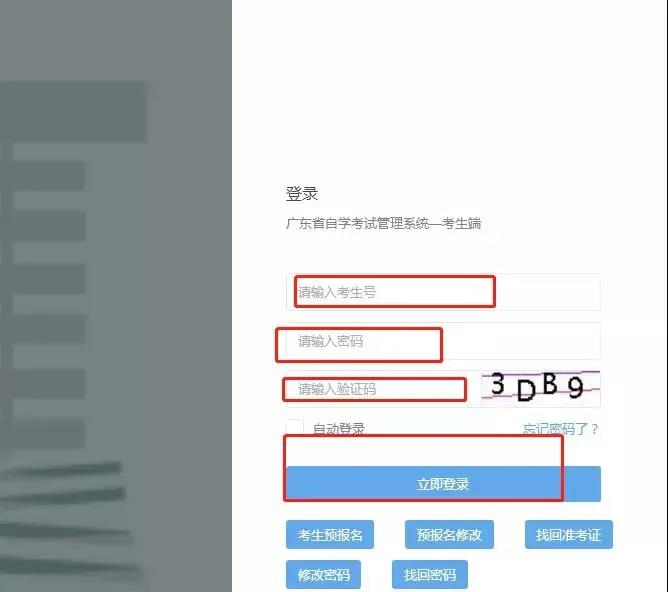 登录
广东省自学考试管理系统—考生端
请输入考生号
请输入密码
请输入验证码 3DB9
自动登录 忘记密码了？
立即登录
考生预报名 预报名修改 找回准考证
修改密码 找回密码